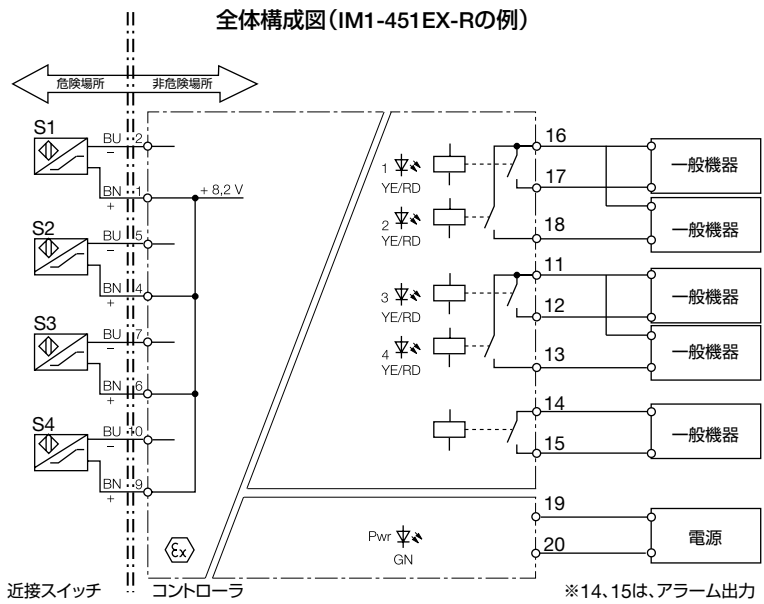 全体構成図(IM1-451EX-Rの例)
危険場所 非危険場所
S1
BU 2
−
BN 1
+
+ 8,2 V
S2
BU 5
−
BN 4
+
S3
BU 7
−
BN 6
+
S4
BU 10
−
BN 9
+
1
YE/RD
2
YE/RD
3
YE/RD
4
YE/RD
16
17
18
11
12
13
14
15
19
20
一般機器
一般機器
一般機器
一般機器
一般機器
電源
Pwr
GN
εx
近接スイッチ コントローラ ※14、15は、アラーム出力